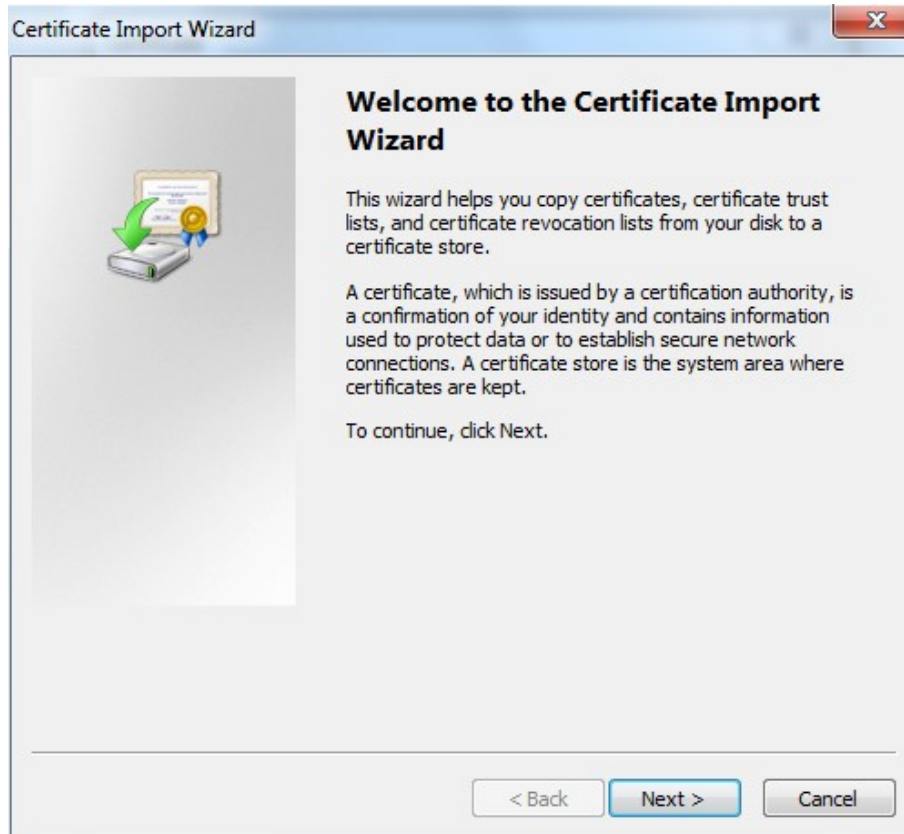 Certificate Import Wizard
Welcome to the Certificate Import
Wizard
This wizard helps you copy certificates, certificate trust
lists, and certificate revocation lists from your disk to a
certificate store.
A certificate, which is issued by a certification authority, is
a confirmation of your identity and contains information
used to protect data or to establish secure network
connections. A certificate store is the system area where
certificates are kept.
To continue, click Next.
< Back
Next >
Cancel